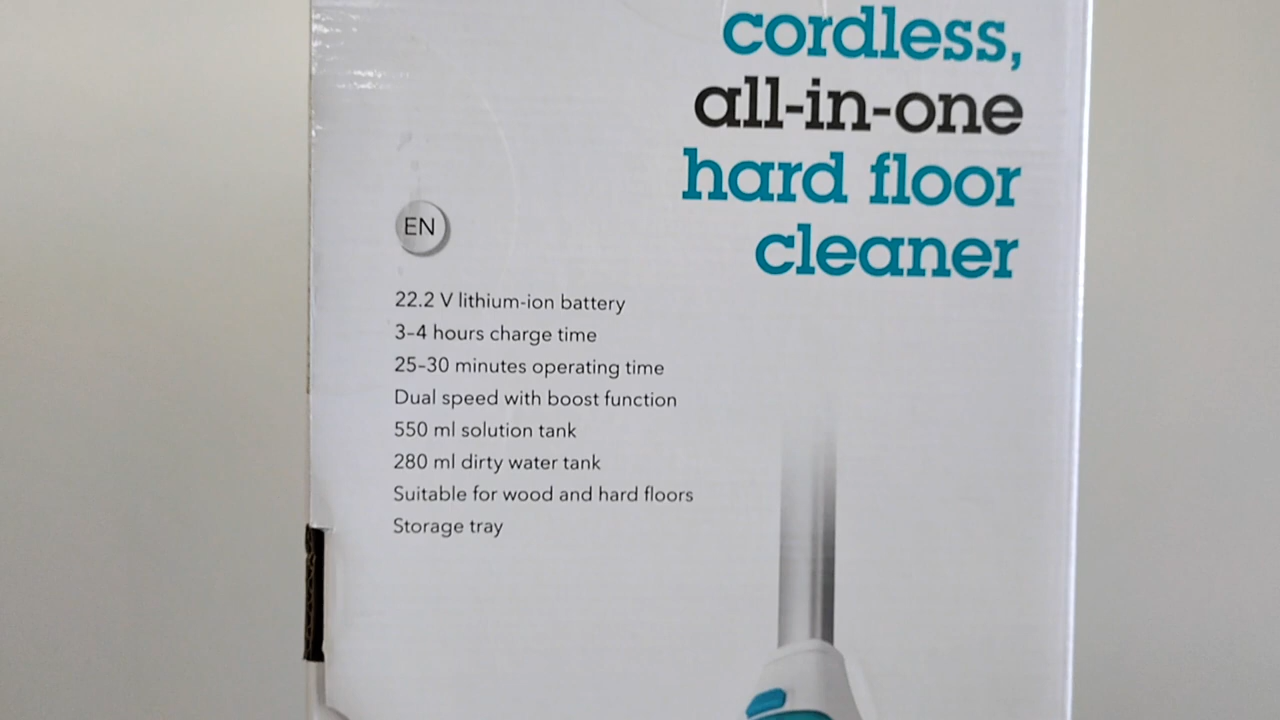 cordless,
all-in-one
hard floor
cleaner
EN
22.2 V lithium-ion battery
3–4 hours charge time
25–30 minutes operating time
Dual speed with boost function
550 ml solution tank
280 ml dirty water tank
Suitable for wood and hard floors
Storage tray